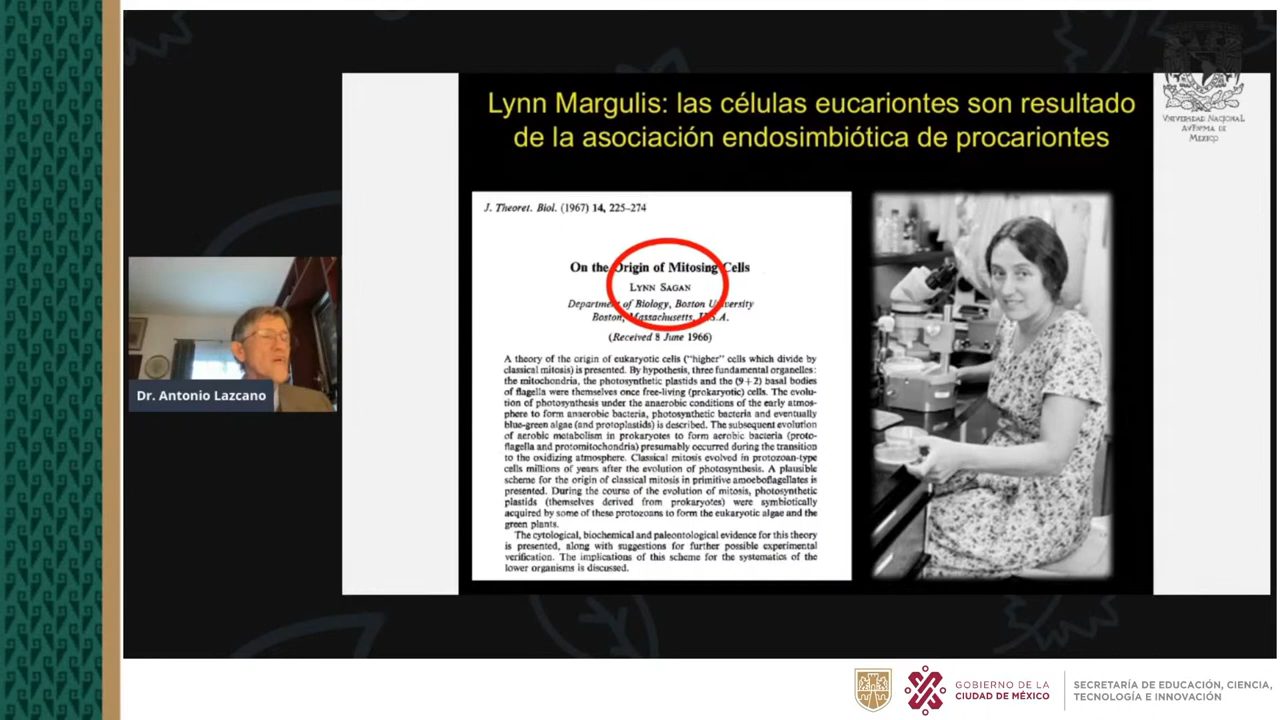 Lynn Margulis: las células eucariontes son resultado
de la asociación endosimbiótica de procariontes
UNIVERSIDAD NACIONAL
AVTNMA DE
MEXICO
J. Theoret. Biol. (1967) 14, 225-274
On the Origin of Mitosing Cells
LYNN SAGAN
Department of Biology, Boston University
Boston, Massachusetts, U.S.A.
(Received 8 June 1966)
A theory of the origin of eukaryotic cells ("higher" cells which divide by
classical mitosis) is presented. By hypothesis, three fundamental organelles:
the mitochondria, the photosynthetic plastids and the (9+2) basal bodies
of flagella were themselves once free-living (prokaryotic) cells. The evolu-
tion of photosynthesis under the anaerobic conditions of the early atmos-
phere to form anaerobic bacteria, photosynthetic bacteria and eventually
blue-green algae (and protoplastids) is described. The subsequent evolution
of aerobic metabolism in prokaryotes to form aerobic bacteria (proto-
flagella and protomitochondria) presumably occurred during the transition
to the oxidizing atmosphere. Classical mitosis evolved in protozoan-type
cells millions of years after the evolution of photosynthesis. A plausible
scheme for the origin of classical mitosis in primitive amoeboflagellates is
presented. During the course of the evolution of mitosis, photosynthetic
plastids (themselves derived from prokaryotes) were symbiotically
acquired by some of these protozoans to form the eukaryotic algae and the
green plants.
The cytological, biochemical and paleontological evidence for this theory
is presented, along with suggestions for further possible experimental
verification. The implications of this scheme for the systematics of the
lower organisms is discussed.
Dr. Antonio Lazcano
GOBIERNO DE LA
CIUDAD DE MÉXICO
SECRETARÍA DE EDUCACIÓN, CIENCIA,
TECNOLOGÍA E INNOVACIÓN